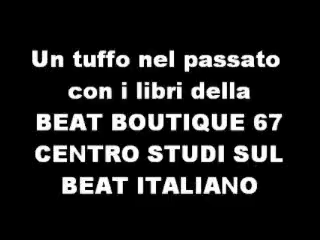 Un tuffo nel passato
con i libri della
BEAT BOUTIQUE 67
CENTRO STUDI SUL
BEAT ITALIANO